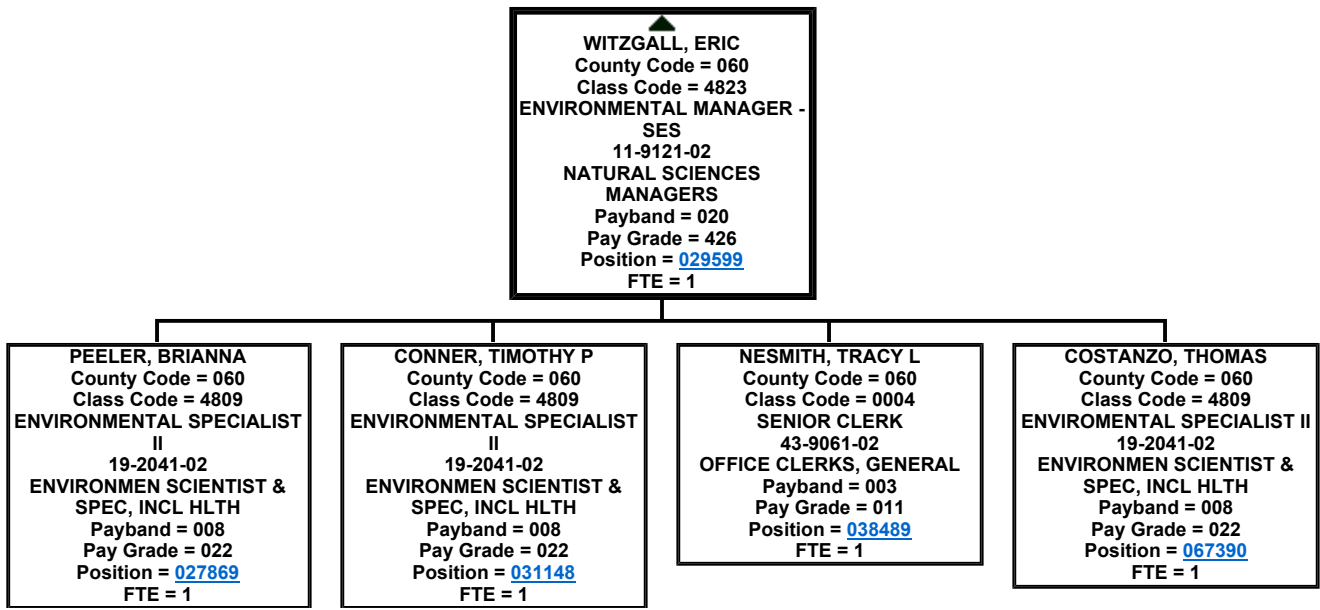 WITZGALL, ERIC
County Code = 060
Class Code = 4823
ENVIRONMENTAL MANAGER -
SES
11-9121-02
NATURAL SCIENCES
MANAGERS
Payband = 020
Pay Grade = 426
Position = 029599
FTE = 1
PEELER, BRIANNA
County Code = 060
Class Code = 4809
ENVIRONMENTAL SPECIALIST
II
19-2041-02
ENVIRONMEN SCIENTIST &
SPEC, INCL HLTH
Payband = 008
Pay Grade = 022
Position = 027869
FTE = 1
CONNER, TIMOTHY P
County Code = 060
Class Code = 4809
ENVIRONMENTAL SPECIALIST
II
19-2041-02
ENVIRONMEN SCIENTIST &
SPEC, INCL HLTH
Payband = 008
Pay Grade = 022
Position = 031148
FTE = 1
NESMITH, TRACY L
County Code = 060
Class Code = 0004
SENIOR CLERK
43-9061-02
OFFICE CLERKS, GENERAL
Payband = 003
Pay Grade = 011
Position = 038489
FTE = 1
COSTANZO, THOMAS
County Code = 060
Class Code = 4809
ENVIROMENTAL SPECIALIST II
19-2041-02
ENVIRONMEN SCIENTIST &
SPEC, INCL HLTH
Payband = 008
Pay Grade = 022
Position = 067390
FTE = 1